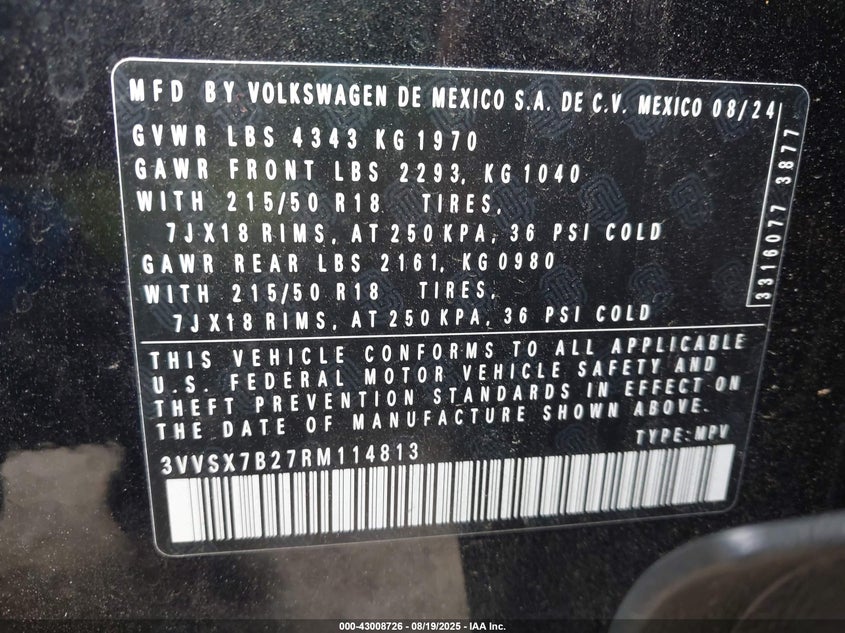 MFD BY VOLKSWAGEN DE MEXICO S.A. DE C.V. MEXICO 08/24
GVWR LBS 4343 KG 1970
GAWR FRONT LBS 2293, KG 1040
WITH 215/50 R18 TIRES,
7JX18 RIMS, AT 250 KPA, 36 PSI COLD
GAWR REAR LBS 2161, KG 0980
WITH 215/50 R18 TIRES,
7JX18 RIMS, AT 250 KPA, 36 PSI COLD
3316077 3877
THIS VEHICLE CONFORMS TO ALL APPLICABLE
U.S. FEDERAL MOTOR VEHICLE SAFETY AND
THEFT PREVENTION STANDARDS IN EFFECT ON
THE DATE OF MANUFACTURE SHOWN ABOVE.
3VVSX7B27RM114813 TYPE: MPV
000-43008726 - 08/19/2025 - IAA Inc.